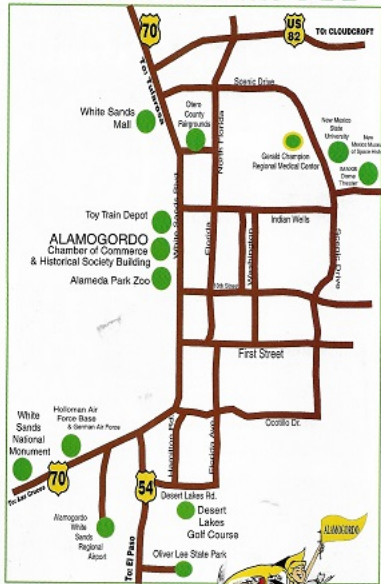 70
US
82
TO: CLOUDCROFT
TO: Tularosa
Scenic Drive
White Sands
Mall
Otero
County
Fairgrounds
North Florida
Gerald Champion
Regional Medical Center
New Mexico
State
University
New
Mexico Museum
of Space History
IMAX®
Dome
Theater
Toy Train Depot
White Sands Blvd
Florida
Washington
Indian Wells
Scenic Drive
ALAMOGORDO
Chamber of Commerce
& Historical Society Building
Alameda Park Zoo
10th Street
First Street
Holloman Air
Force Base
& German Air Force
White
Sands
National
Monument
Hamilton Rd.
Florida Ave.
Ocotillo Dr.
To: Las Cruces
70
54
Desert Lakes Rd.
Desert
Lakes
Golf Course
Alamogordo
White
Sands
Regional
Airport
To: El Paso
Oliver Lee State Park
ALAMOGORDO